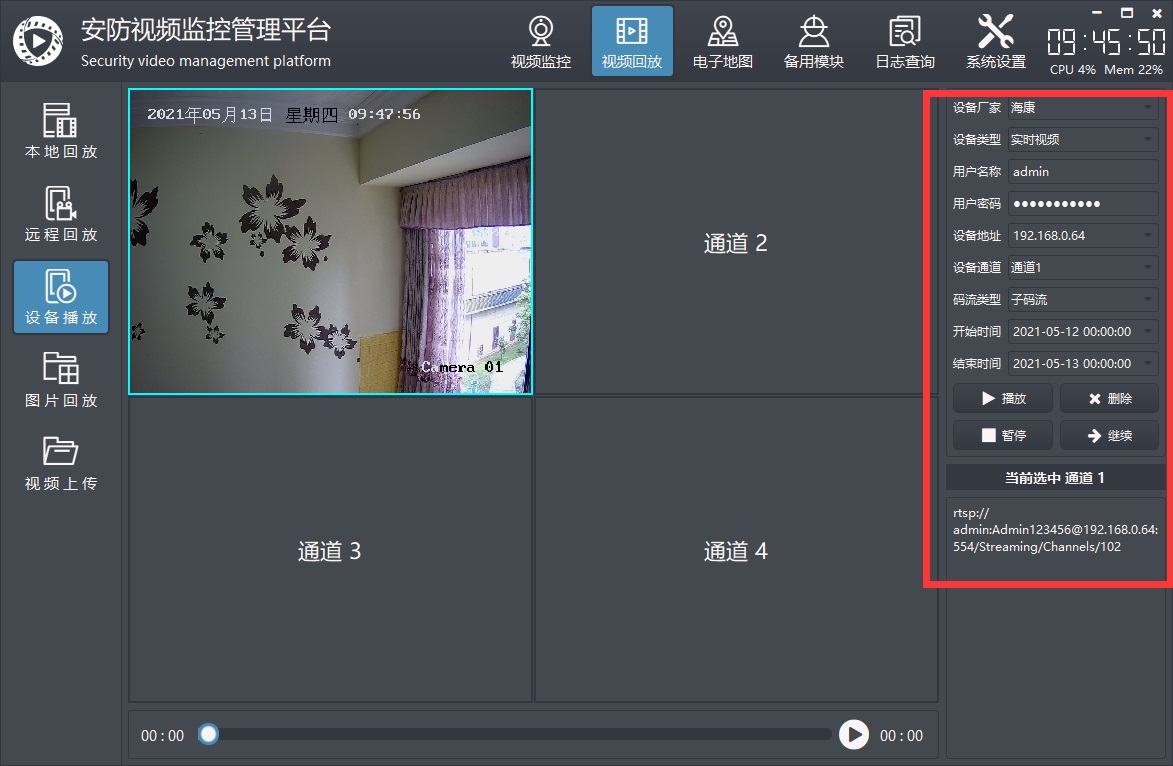 安防视频监控管理平台
Security video management platform
视频监控
视频回放
电子地图
备用模块
日志查询
系统设置
09:45:50
CPU 4% Mem 22%
本地回放
远程回放
设备播放
图片回放
视频上传
2021年05月13日 星期四 09:47:56
Camera 01
通道 2
通道 3
通道 4
00:00
00:00
设备厂家 海康
设备类型 实时视频
用户名称 admin
用户密码 ●●●●●●●●●●●
设备地址 192.168.0.64
设备通道 通道1
码流类型 子码流
开始时间 2021-05-12 00:00:00
结束时间 2021-05-13 00:00:00
播放 删除
暂停 继续
当前选中 通道 1
rtsp://
admin:Admin123456@192.168.0.64:
554/Streaming/Channels/102